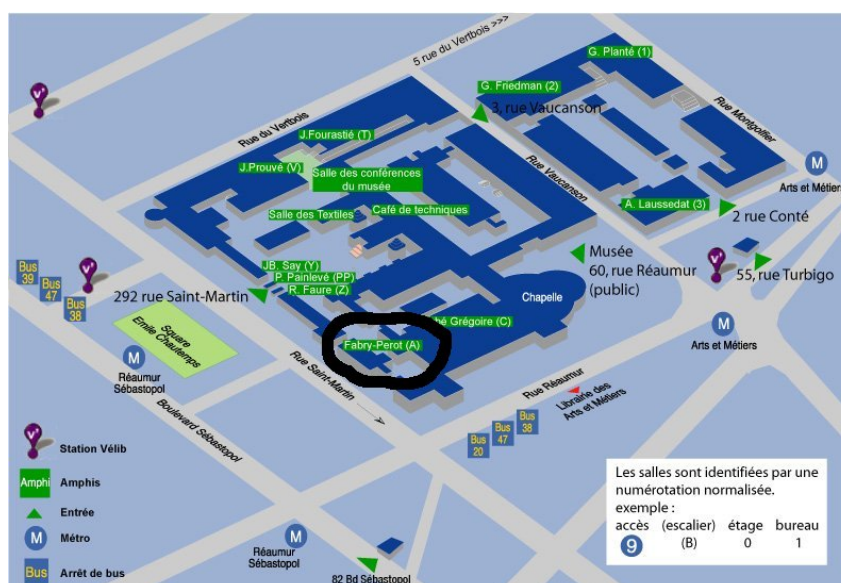 5 rue du Vertbois >>>
G. Planté (1)
G. Friedman (2)
3, rue Vaucanson
Rue Montgolfier
Rue du Vertbois
J.Fourastié (T)
Rue Vaucanson
J.Prouvé (V)
Salle des conférences
du musée
M
Arts et Métiers
A. Laussedat (3)
2 rue Conté
Salle des Textiles
Café de techniques
Musée
60, rue Réaumur
(public)
55, rue Turbigo
JB. Say (Y)
P. Painlevé (PP)
R. Faure (Z)
292 rue Saint-Martin
Bus
39
Bus
47
Bus
38
Chapelle
Grégoire (C)
Fabry-Perot (A)
Square
Emile Chautemps
M
Arts et Métiers
M
Réaumur
Sébastopol
Rue Saint-Martin
Rue Réaumur
Librairie des
Arts et Métiers
Boulevard Sébastopol
Bus
20
Bus
47
Bus
38
Station Vélib
Amphi Amphis
Entrée
M Métro
Bus Arrêt de bus
M
Réaumur
Sébastopol
82 Bd Sébastopol
Les salles sont identifiées par une
numérotation normalisée.
exemple :
accès (escalier) étage bureau
9 (B) 0 1